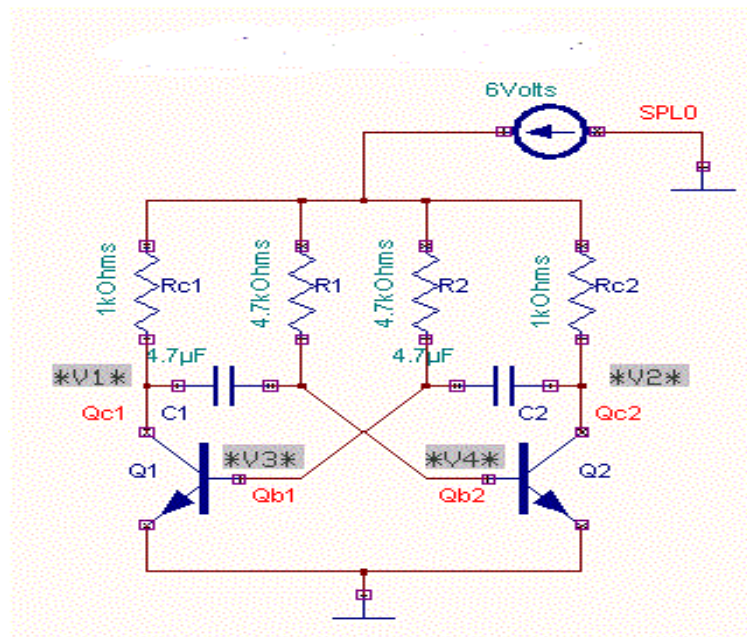 6Volts
SPL0
1kOhms
Rc1
4.7kOhms
R1
4.7kOhms
R2
1kOhms
Rc2
4.7µF
4.7µF
*V1*
*V2*
Qc1
C1
C2
Qc2
Q1
*V3*
*V4*
Q2
Qb1
Qb2